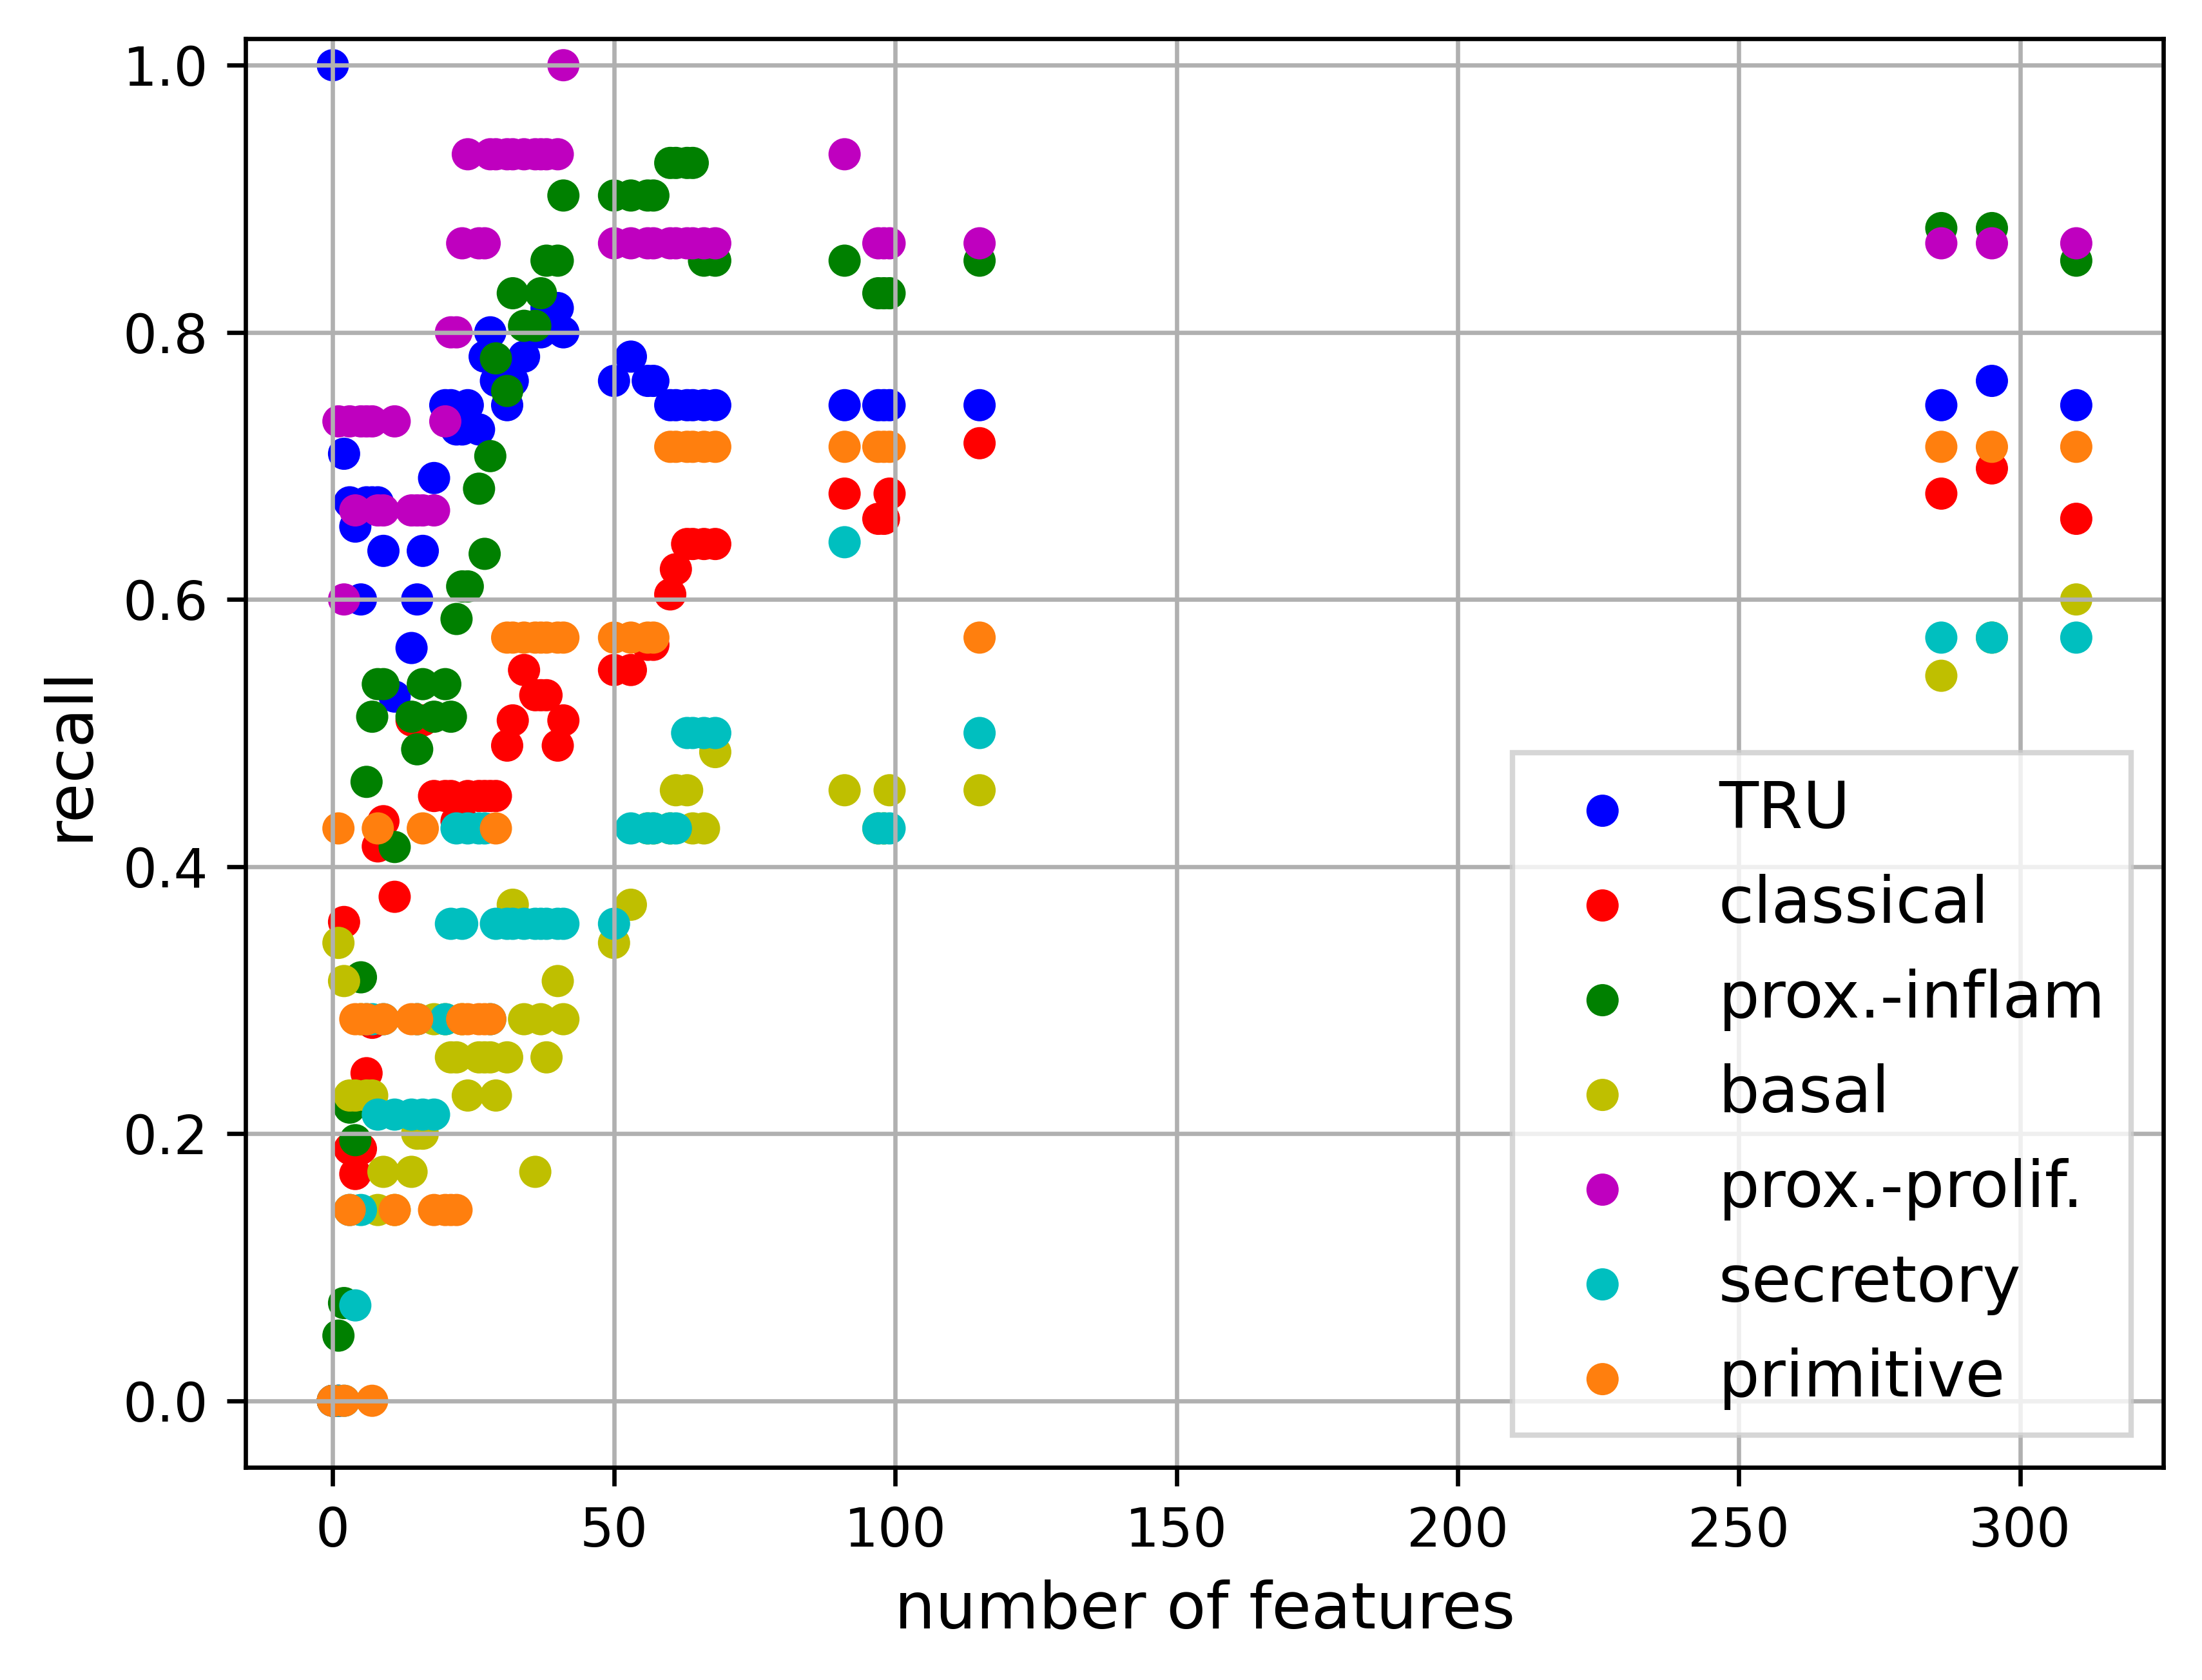 1.0
0.8
0.6
0.4
0.2
0.0
recall
0 50 100 150 200 250 300
number of features
TRU
classical
prox.-inflam
basal
prox.-prolif.
secretory
primitive